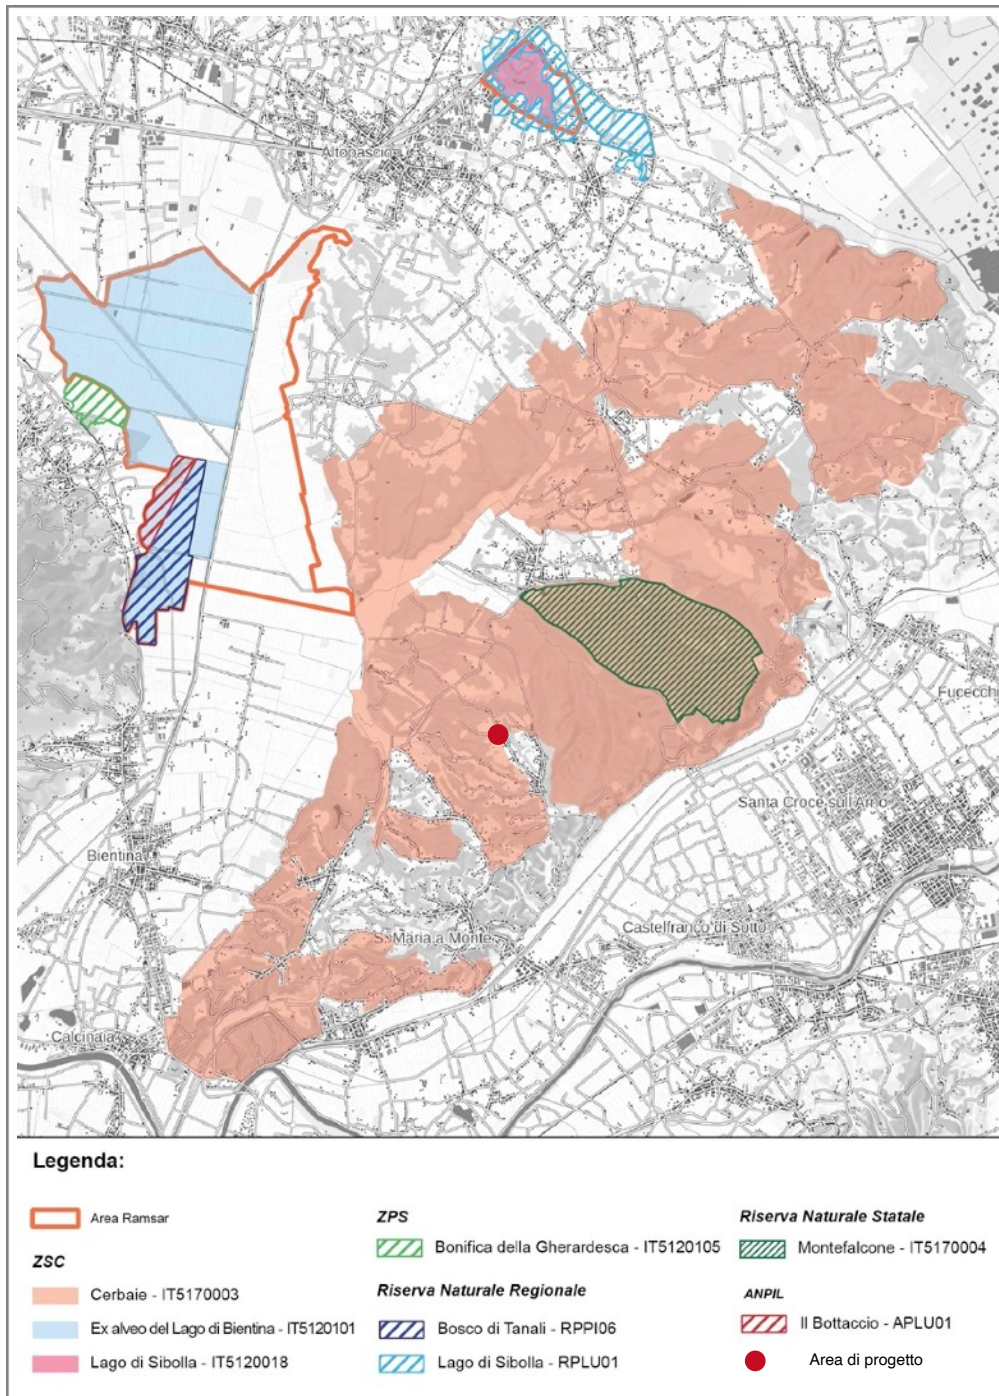 Altopascio
Fucecchi
Santa Croce sull'Arno
Bientina
Castelfranco di Sotto
S. Maria a Monte
Calcinaia
Legenda:
Area Ramsar
ZSC
Cerbaie - IT5170003
Ex alveo del Lago di Bientina - IT5120101
Lago di Sibolla - IT5120018
ZPS
Bonifica della Gherardesca - IT5120105
Riserva Naturale Regionale
Bosco di Tanali - RPPI06
Lago di Sibolla - RPLU01
Riserva Naturale Statale
Montefalcone - IT5170004
ANPIL
Il Bottaccio - APLU01
Area di progetto